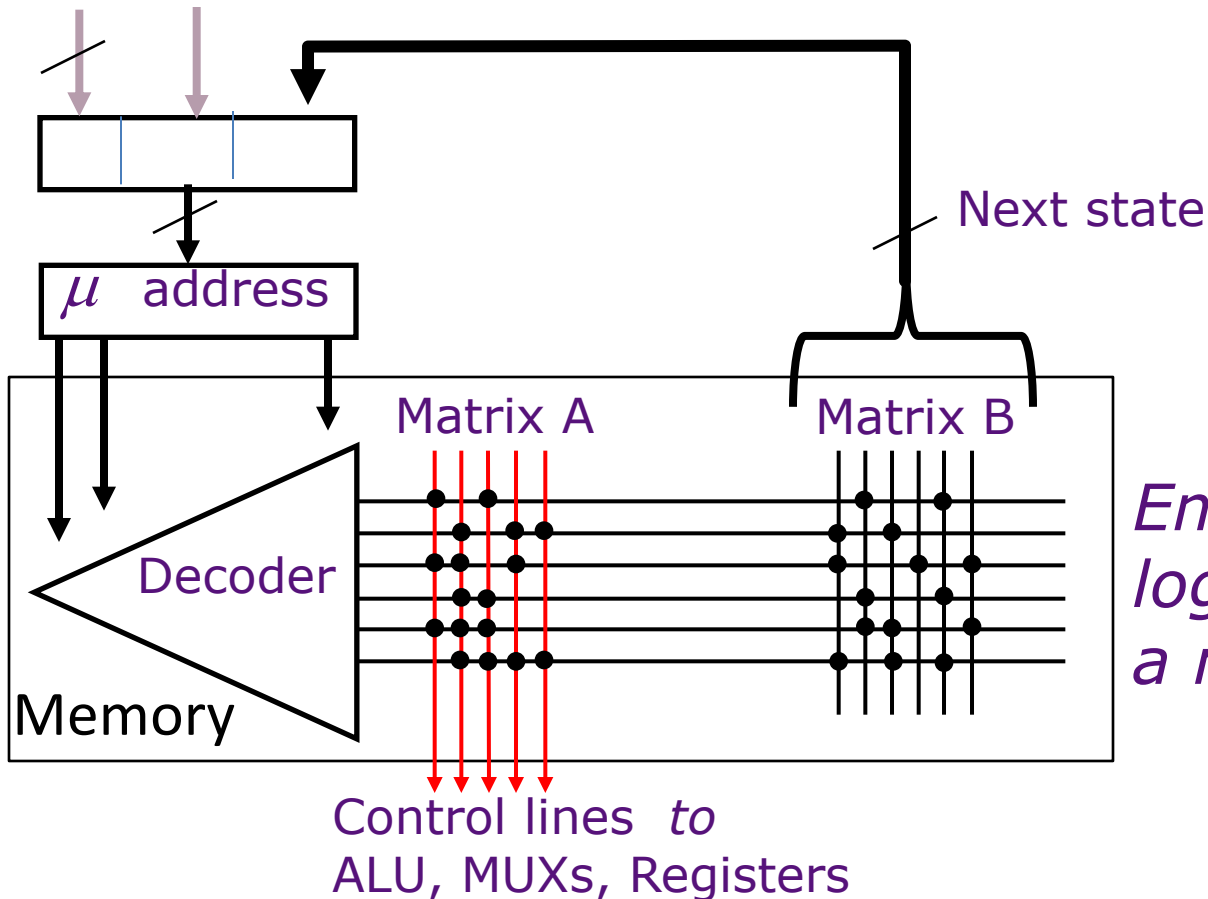 Next state
μ address
Matrix A
Matrix B
Decoder
Memory
Control lines to
ALU, MUXs, Registers